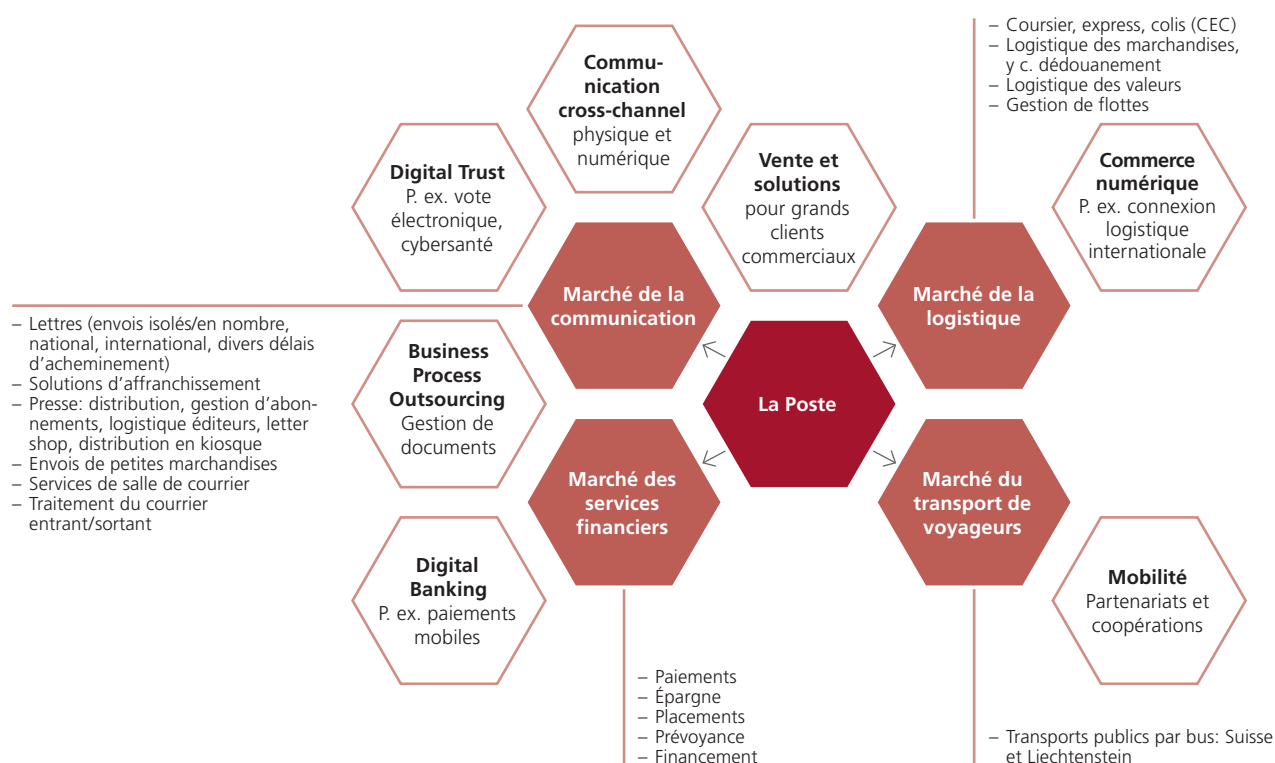 – Coursier, express, colis (CEC)
– Logistique des marchandises,
y c. dédouanement
– Logistique des valeurs
– Gestion de flottes
Commu-
nication
cross-channel
physique et
numérique
Digital Trust
P. ex. vote
électronique,
cybersanté
Vente et
solutions
pour grands
clients
commerciaux
Commerce
numérique
P. ex. connexion
logistique
internationale
Marché de la
communication
Marché de la
logistique
– Lettres (envois isolés/en nombre,
national, international, divers délais
d’acheminement)
– Solutions d’affranchissement
– Presse: distribution, gestion d’abon-
nements, logistique éditeurs, letter
shop, distribution en kiosque
– Envois de petites marchandises
– Services de salle de courrier
– Traitement du courrier
entrant/sortant
Business
Process
Outsourcing
Gestion de
documents
La Poste
Marché des
services
financiers
Marché du
transport de
voyageurs
Digital
Banking
P. ex. paiements
mobiles
Mobilité
Partenariats et
coopérations
– Paiements
– Épargne
– Placements
– Prévoyance
– Financement
– Transports publics par bus: Suisse
et Liechtenstein